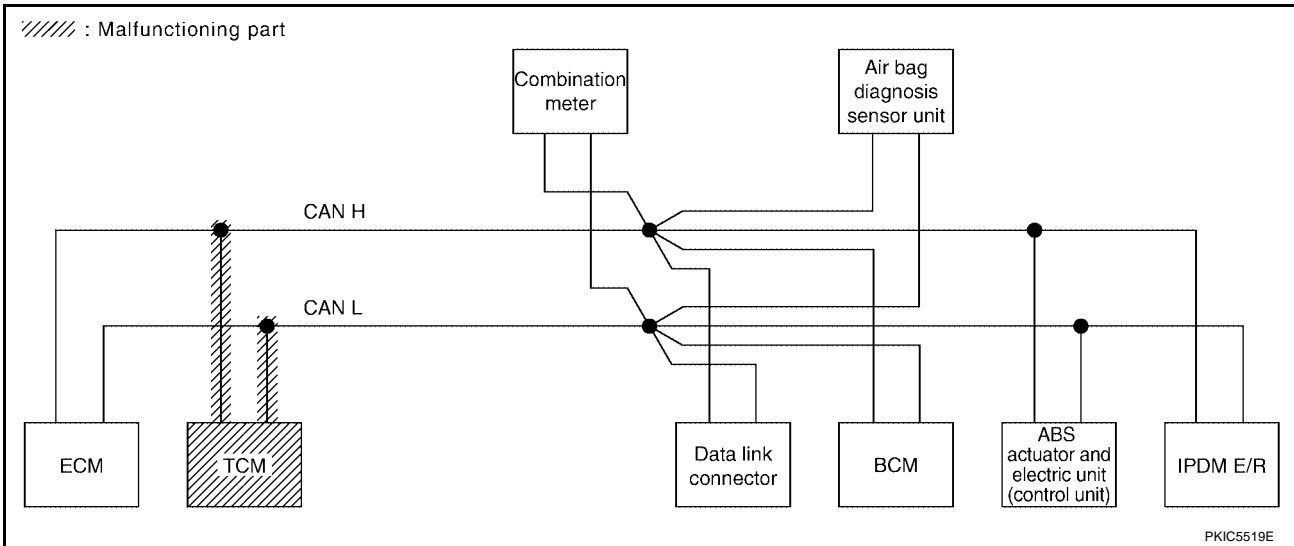 : Malfunctioning part
Combination
meter
Air bag
diagnosis
sensor unit
CAN H
CAN L
ECM
TCM
Data link
connector
BCM
ABS
actuator and
electric unit
(control unit)
IPDM E/R
PKIC5519E